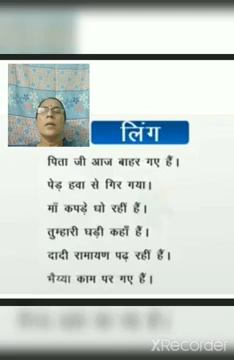 लिंग
पिता जी आज बाहर गए हैं।
पेड़ हवा से गिर गया।
माँ कपड़े धो रहीं हैं।
तुम्हारी घड़ी कहाँ हैं।
दादी रामायण पढ़ रहीं हैं।
भैय्या काम पर गए हैं।
XRecorder